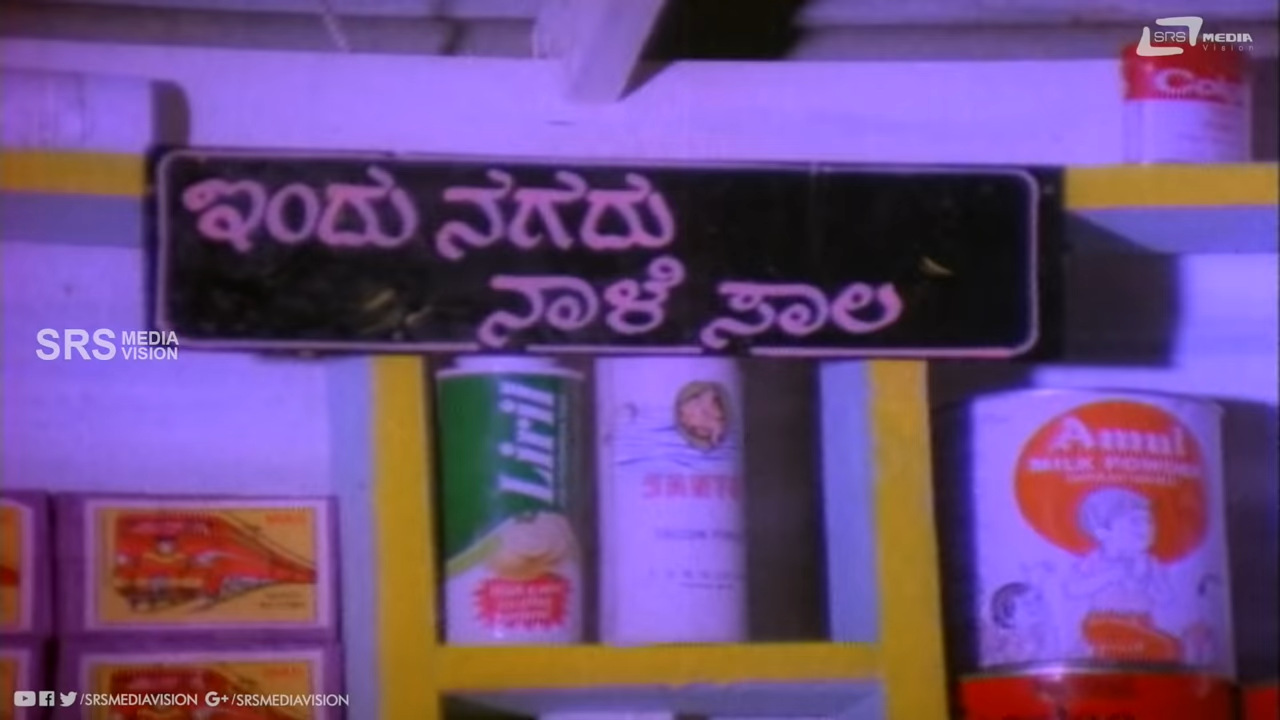 SRS MEDIA
Vision
ಇಂದು ನಗದು
ನಾಳೆ ಸಾಲ
SRS MEDIA
VISION
Liril
Amul
MILK POWDER
/SRSMEDIAVISION G+/SRSMEDIAVISION